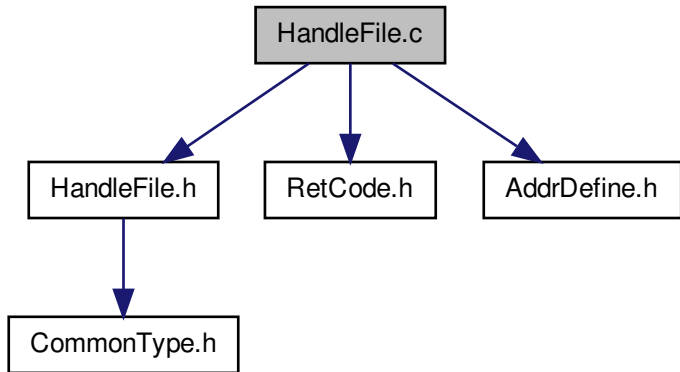 HandleFile.c
HandleFile.h
RetCode.h
AddrDefine.h
CommonType.h